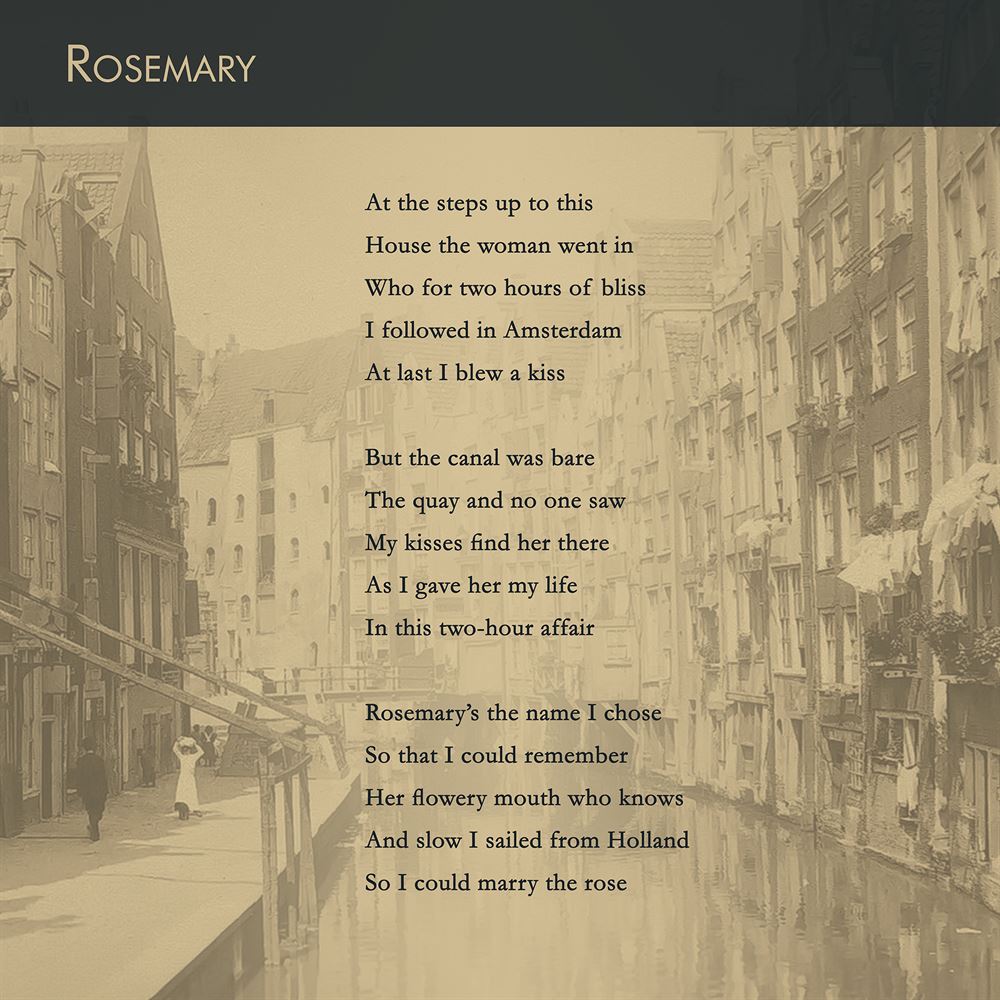 Rosemary
At the steps up to this
House the woman went in
Who for two hours of bliss
I followed in Amsterdam
At last I blew a kiss
But the canal was bare
The quay and no one saw
My kisses find her there
As I gave her my life
In this two-hour affair
Rosemary’s the name I chose
So that I could remember
Her flowery mouth who knows
And slow I sailed from Holland
So I could marry the rose